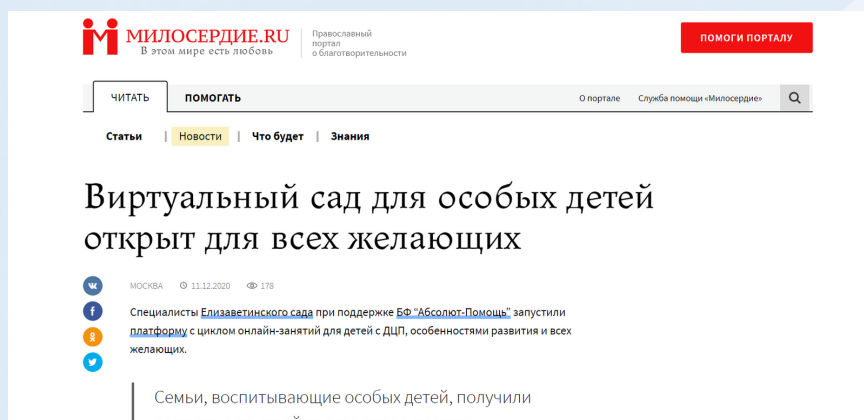 МИЛОСЕРДИЕ.RU
В этом мире есть любовь
Православный
портал
о благотворительности
ПОМОГИ ПОРТАЛУ
ЧИТАТЬ ПОМОГАТЬ О портале Служба помощи «Милосердие»
Статьи | Новости | Что будет | Знания
Виртуальный сад для особых детей
открыт для всех желающих
МОСКВА 11.12.2020 178
Специалисты Елизаветинского сада при поддержке БФ “Абсолют-Помощь” запустили
платформу с циклом онлайн-занятий для детей с ДЦП, особенностями развития и всех
желающих.
Семьи, воспитывающие особых детей, получили